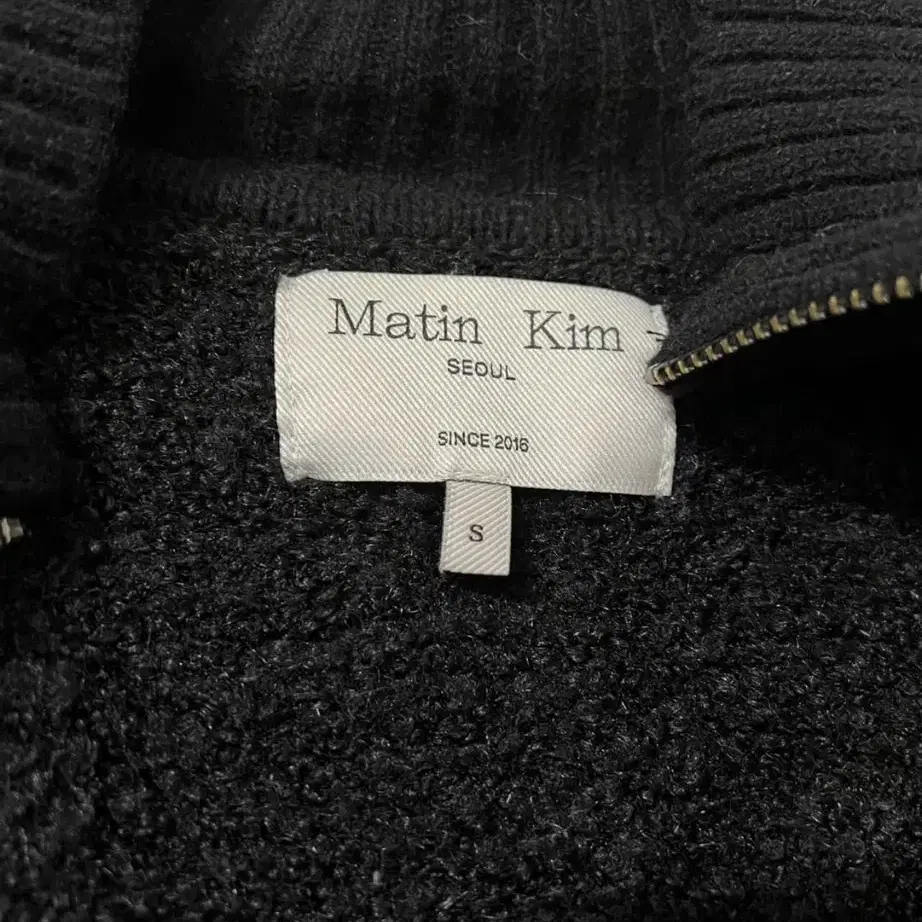 Matin Kim
SEOUL
SINCE 2016
S